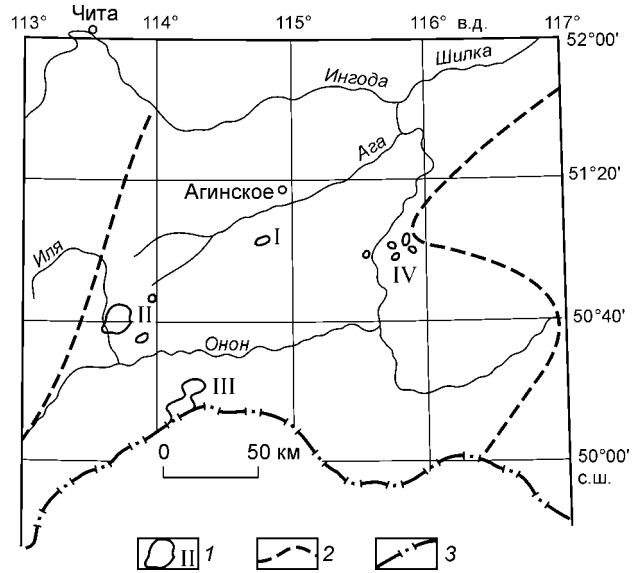 113° 114° 115° 116° в.д. 117°
Чита
52°00'
Шилка
Ингода
Ага
51°20'
Агинское
I
Иля
IV
II
50°40'
Онон
III
0 50 км
50°00'
с.ш.
II 1 2 3